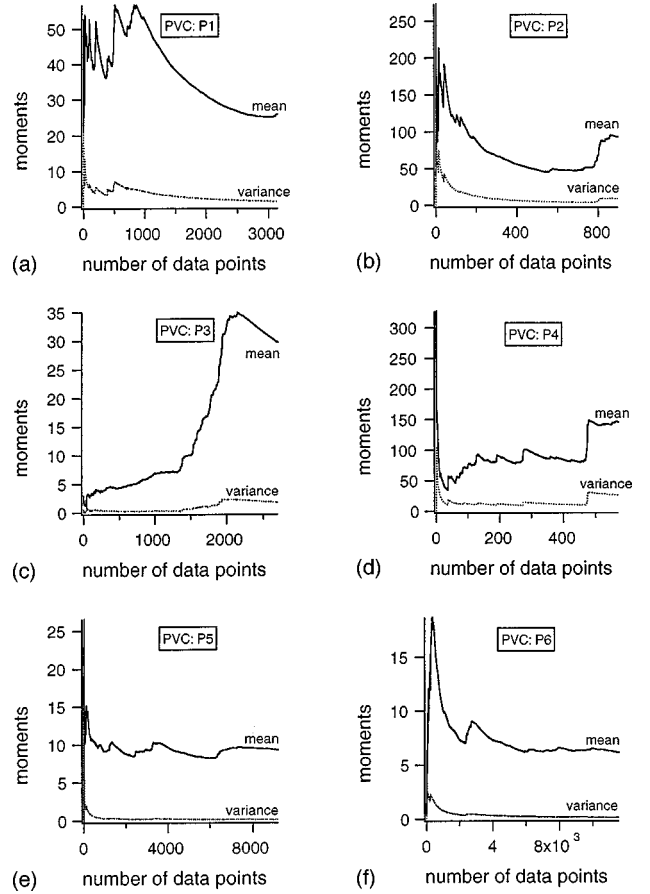 PVC: P1
50
40
30
20
10
0
moments
mean
variance
0
1000
2000
3000
(a)
number of data points
PVC: P2
250
200
150
100
50
0
moments
mean
variance
0
400
800
(b)
number of data points
PVC: P3
35
30
25
20
15
10
5
0
moments
mean
variance
0
1000
2000
(c)
number of data points
PVC: P4
300
250
200
150
100
50
0
moments
mean
variance
0
200
400
(d)
number of data points
PVC: P5
25
20
15
10
5
0
moments
mean
variance
0
4000
8000
(e)
number of data points
PVC: P6
15
10
5
0
moments
mean
variance
0
4
8x10 3
(f)
number of data points